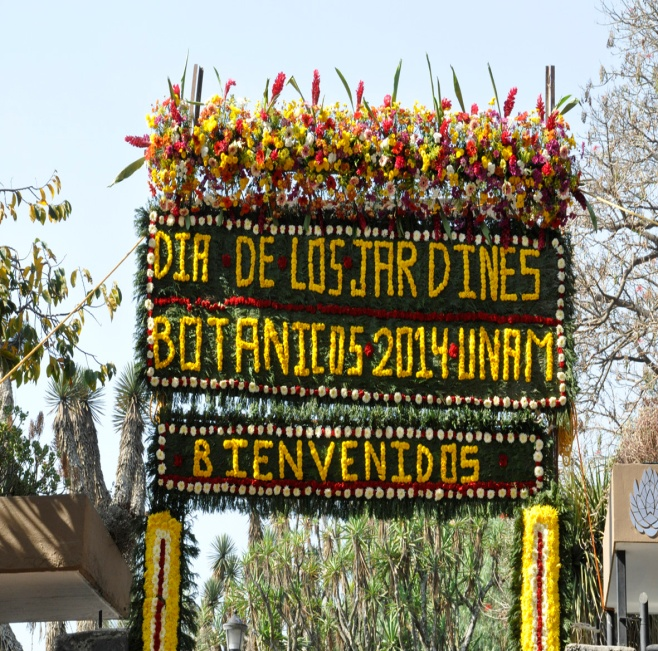 DIA DE LOS JARDINES
BOTANICOS 2014 UNAM
BIENVENIDOS